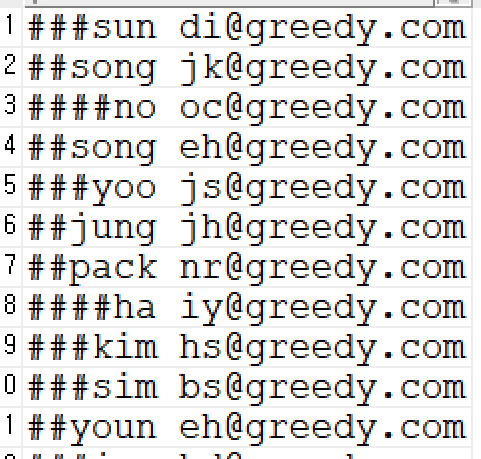 1 ###sun di@greedy.com
2 ##song jk@greedy.com
3 ####no oc@greedy.com
4 ##song eh@greedy.com
5 ###yoo js@greedy.com
6 ##jung jh@greedy.com
7 ##pack nr@greedy.com
8 ####ha iy@greedy.com
9 ###kim hs@greedy.com
0 ###sim bs@greedy.com
1 ##youn eh@greedy.com